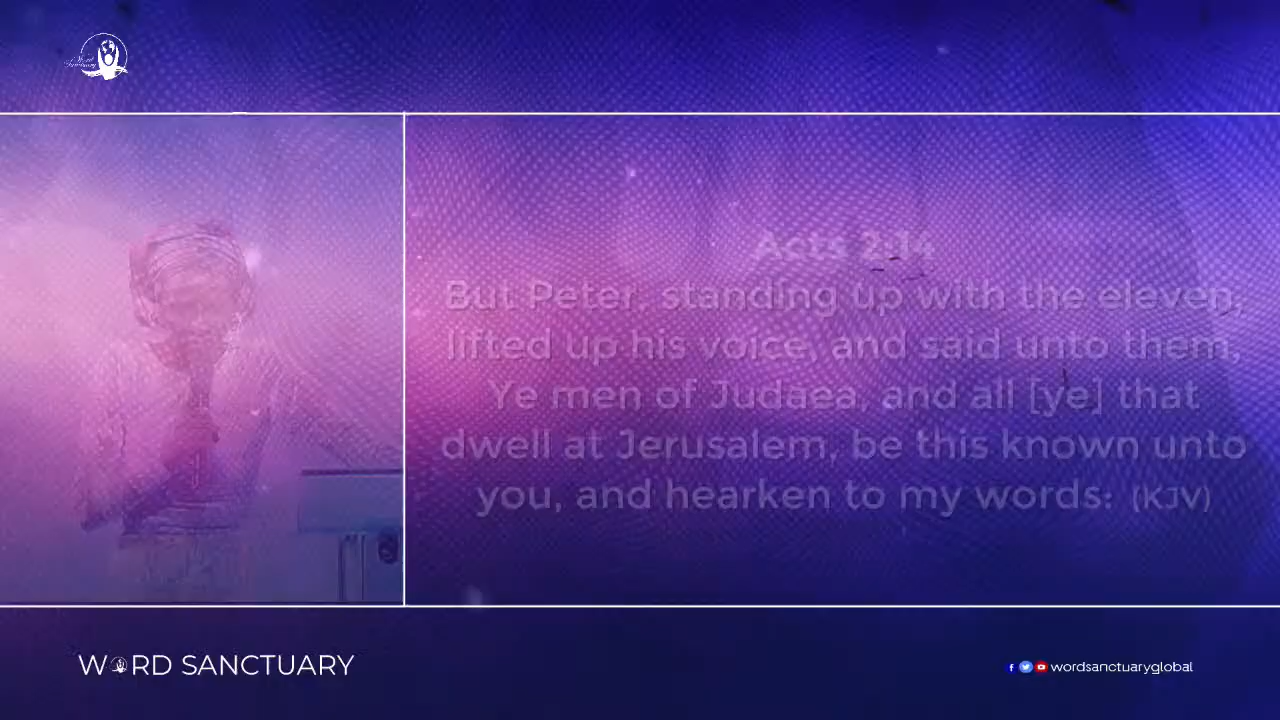 Word
Sanctuary
Acts 2:14
But Peter, standing up with the eleven,
lifted up his voice, and said unto them,
Ye men of Judaea, and all [ye] that
dwell at Jerusalem, be this known unto
you, and hearken to my words: (KJV)
WORD SANCTUARY
wordsanctuaryglobal